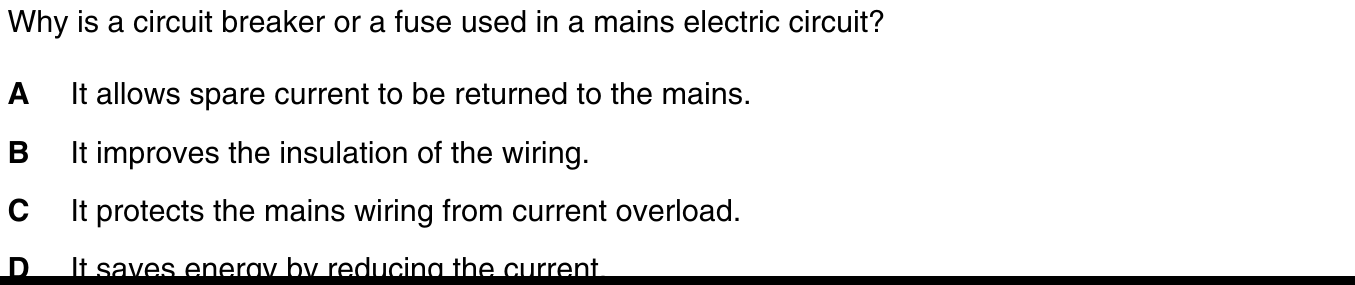 Why is a circuit breaker or a fuse used in a mains electric circuit?
A It allows spare current to be returned to the mains.
B It improves the insulation of the wiring.
C It protects the mains wiring from current overload.
D It saves energy by reducing the current.